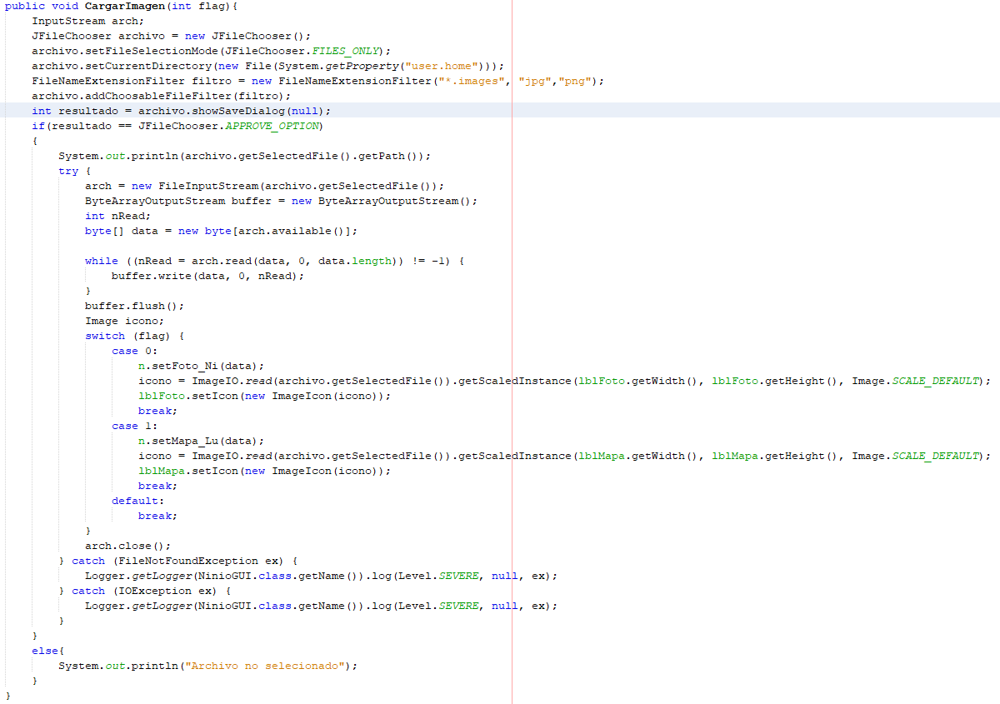 public void CargarImagen(int flag){
    InputStream arch;
    JFileChooser archivo = new JFileChooser();
    archivo.setFileSelectionMode(JFileChooser.FILES_ONLY);
    archivo.setCurrentDirectory(new File(System.getProperty("user.home")));
    FileNameExtensionFilter filtro = new FileNameExtensionFilter("*.images", "jpg","png");
    archivo.addChoosableFileFilter(filtro);
    int resultado = archivo.showSaveDialog(null);
    if(resultado == JFileChooser.APPROVE_OPTION)
    {
        System.out.println(archivo.getSelectedFile().getPath());
        try {
            arch = new FileInputStream(archivo.getSelectedFile());
            ByteArrayOutputStream buffer = new ByteArrayOutputStream();
            int nRead;
            byte[] data = new byte[arch.available()];

            while ((nRead = arch.read(data, 0, data.length)) != -1) {
                buffer.write(data, 0, nRead);
            }
            buffer.flush();
            Image icono;
            switch (flag) {
                case 0:
                    n.setFoto_Ni(data);
                    icono = ImageIO.read(archivo.getSelectedFile()).getScaledInstance(lblFoto.getWidth(), lblFoto.getHeight(), Image.SCALE_DEFAULT);
                    lblFoto.setIcon(new ImageIcon(icono));
                    break;
                case 1:
                    n.setMapa_Lu(data);
                    icono = ImageIO.read(archivo.getSelectedFile()).getScaledInstance(lblMapa.getWidth(), lblMapa.getHeight(), Image.SCALE_DEFAULT);
                    lblMapa.setIcon(new ImageIcon(icono));
                    break;
                default:
                    break;
            }
            arch.close();
        } catch (FileNotFoundException ex) {
            Logger.getLogger(NinioGUI.class.getName()).log(Level.SEVERE, null, ex);
        } catch (IOException ex) {
            Logger.getLogger(NinioGUI.class.getName()).log(Level.SEVERE, null, ex);
        }
    }
    else{
        System.out.println("Archivo no selecionado");
    }
}